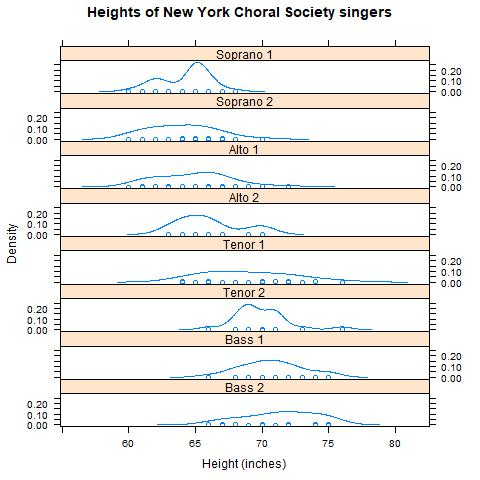 Heights of New York Choral Society singers
Soprano 1
0.20
0.10
0.00
Soprano 2
0.20
0.10
0.00
Alto 1
0.20
0.10
0.00
Alto 2
0.20
0.10
0.00
Tenor 1
0.20
0.10
0.00
Tenor 2
0.20
0.10
0.00
Bass 1
0.20
0.10
0.00
Bass 2
0.20
0.10
0.00
Density
60 65 70 75 80
Height (inches)